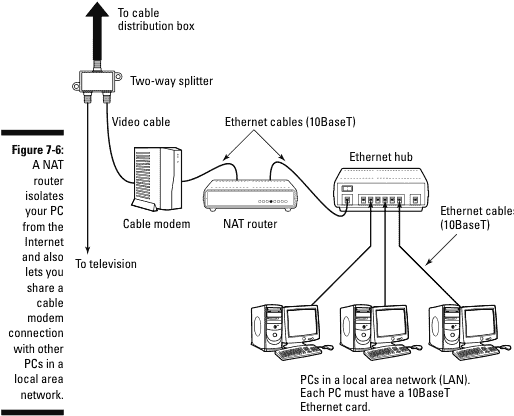 To cable
distribution box
Two-way splitter
Video cable
Ethernet cables (10BaseT)
Figure 7-6:
A NAT
router
isolates
your PC
from the
Internet
and also
lets you
share a
cable
modem
connection
with other
PCs in a
local area
network.
Ethernet hub
Cable modem
NAT router
Ethernet cables
(10BaseT)
To television
PCs in a local area network (LAN).
Each PC must have a 10BaseT
Ethernet card.